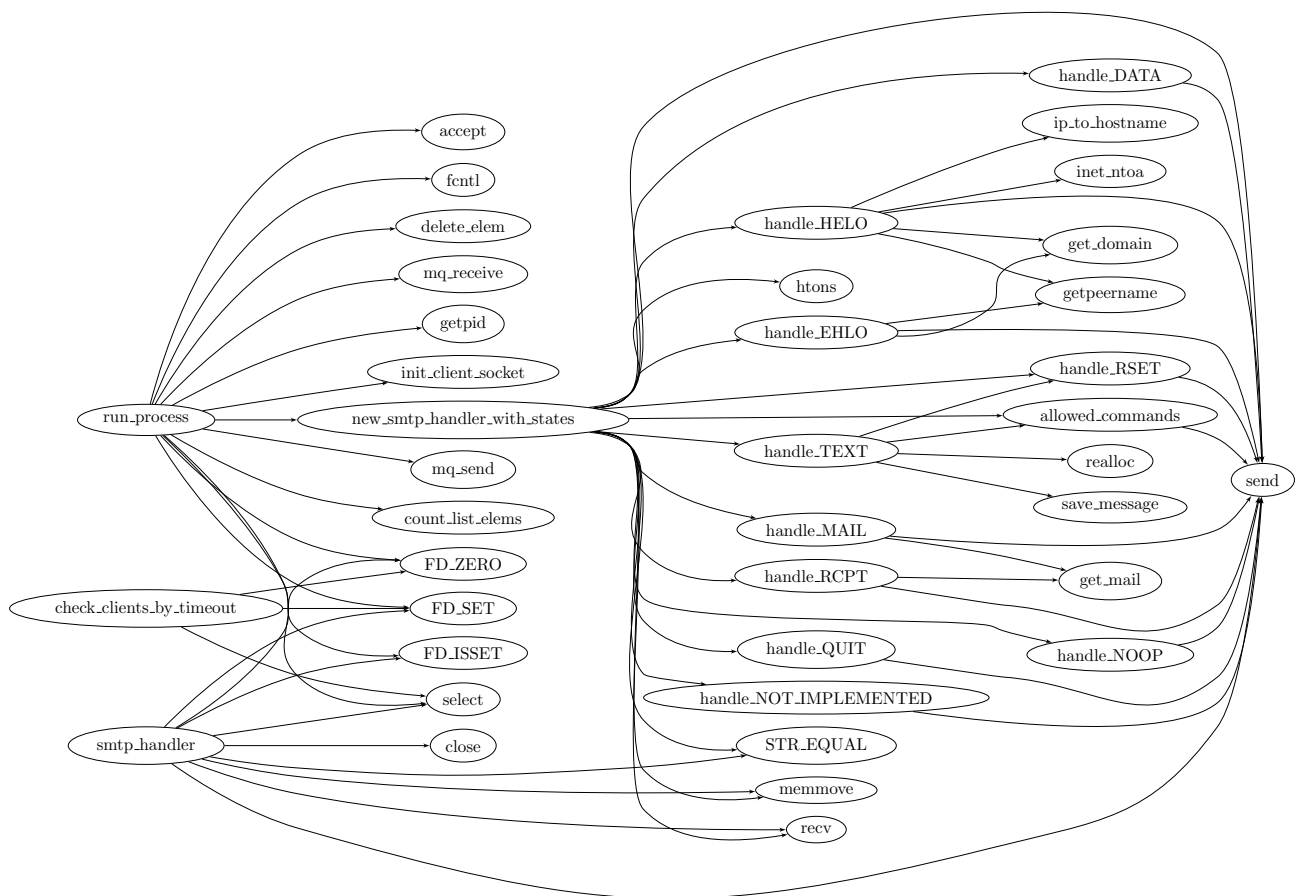 handle_DATA
ip_to_hostname
accept
inet_ntoa
fcntl
handle_HELO
delete_elem
get_domain
mq_receive
htons
getpeername
getpid
handle_EHLO
init_client_socket
handle_RSET
run_process
new_smtp_handler_with_states
allowed_commands
handle_TEXT
realloc
mq_send
send
save_message
count_list_elems
handle_MAIL
FD_ZERO
handle_RCPT
get_mail
check_clients_by_timeout
FD_SET
handle_QUIT
FD_ISSET
handle_NOOP
select
handle_NOT_IMPLEMENTED
smtp_handler
close
STR_EQUAL
memmove
recv